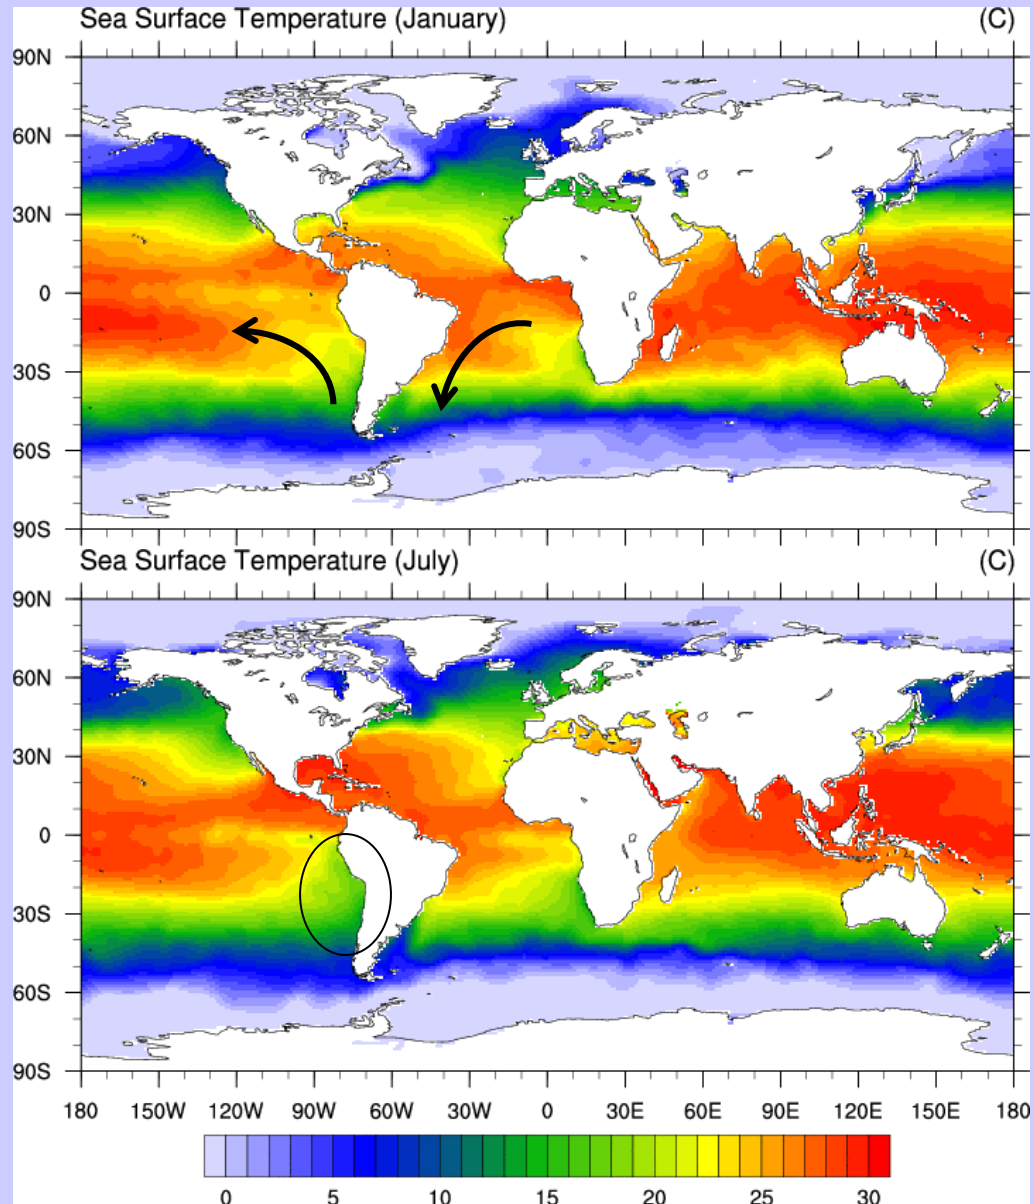 Sea Surface Temperature (January) (C)
90N
60N
30N
0
30S
60S
90S
Sea Surface Temperature (July) (C)
90N
60N
30N
0
30S
60S
90S
180 150W 120W 90W 60W 30W 0 30E 60E 90E 120E 150E 180
0 5 10 15 20 25 30